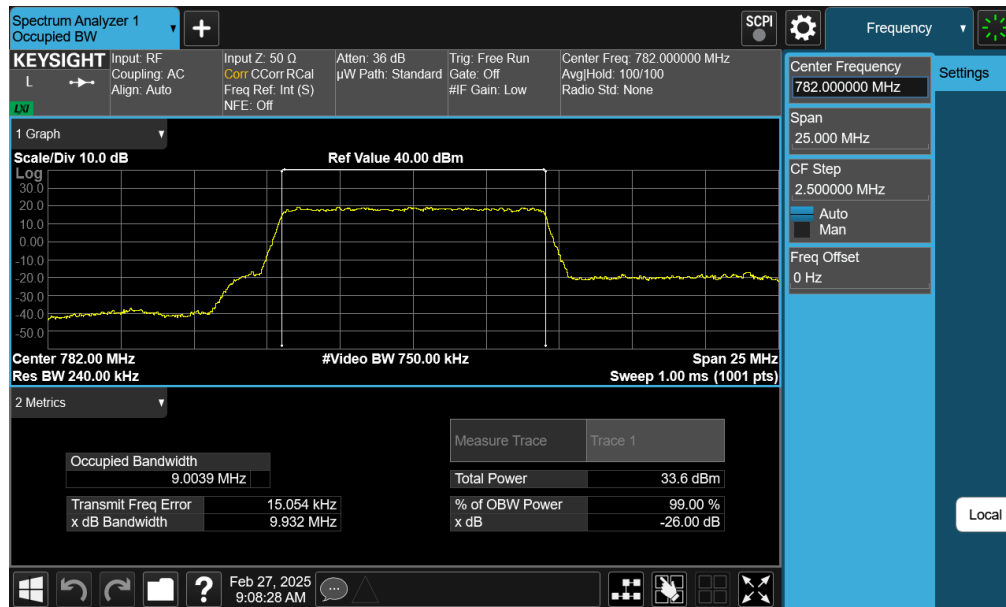 Spectrum Analyzer 1
Occupied BW
+
SCPI
Frequency
KEYSIGHT
L
LXI
Input: RF
Coupling: AC
Align: Auto
Input Z: 50 Ω
Corr CCorr RCal
Freq Ref: Int (S)
NFE: Off
Atten: 36 dB
µW Path: Standard
Trig: Free Run
Gate: Off
#IF Gain: Low
Center Freq: 782.000000 MHz
Avg|Hold: 100/100
Radio Std: None
Center Frequency
782.000000 MHz
Settings
Span
25.000 MHz
CF Step
2.500000 MHz
Auto
Man
Freq Offset
0 Hz
Local
1 Graph
Scale/Div 10.0 dB
Ref Value 40.00 dBm
Log
30.0
20.0
10.0
0.00
-10.0
-20.0
-30.0
-40.0
-50.0
Center 782.00 MHz
#Video BW 750.00 kHz
Span 25 MHz
Res BW 240.00 kHz
Sweep 1.00 ms (1001 pts)
2 Metrics
Measure Trace
Trace 1
Occupied Bandwidth
9.0039 MHz
Total Power
33.6 dBm
Transmit Freq Error
15.054 kHz
% of OBW Power
99.00 %
x dB Bandwidth
9.932 MHz
x dB
-26.00 dB
?
Feb 27, 2025
9:08:28 AM